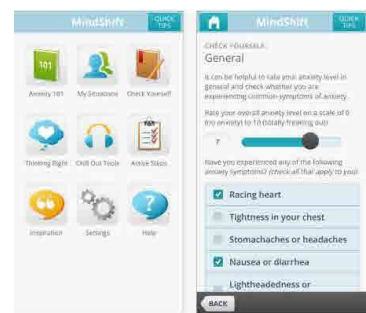 MindShift
QUICK
TIPS
101
Anxiety 101
My Situations
Check Yourself
Thinking Right
Chill Out Tools
Active Steps
Inspiration
Settings
?
Help
MindShift
QUICK
TIPS
CHECK YOURSELF:
General
It can be helpful to rate your anxiety level in
general and check whether you are
experiencing common symptoms of anxiety.
Rate your overall anxiety level on a scale of 0
(no anxiety) to 10 (totally freaking out)
7
Have you experienced any of the following
anxiety symptoms? (check all that apply to you)
Racing heart
Tightness in your chest
Stomachaches or headaches
Nausea or diarrhea
Lightheadedness or
BACK